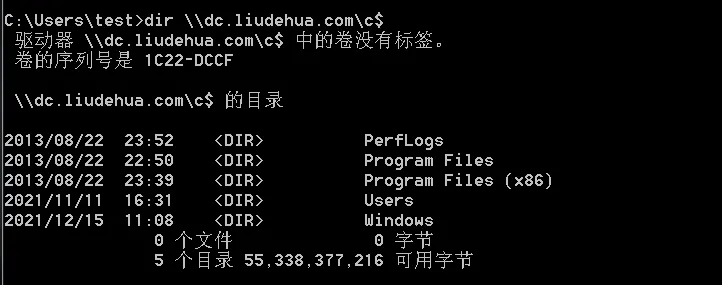 C:\Users\test>dir \\dc.liudehua.com\c$
驱动器 \\dc.liudehua.com\c$ 中的卷没有标签。
卷的序列号是 1C22-DCCF
\\dc.liudehua.com\c$ 的目录
2013/08/22  23:52    <DIR>          PerfLogs
2013/08/22  22:50    <DIR>          Program Files
2013/08/22  23:39    <DIR>          Program Files (x86)
2021/11/11  16:31    <DIR>          Users
2021/12/15  11:08    <DIR>          Windows
0 个文件              0 字节
5 个目录 55,338,377,216 可用字节